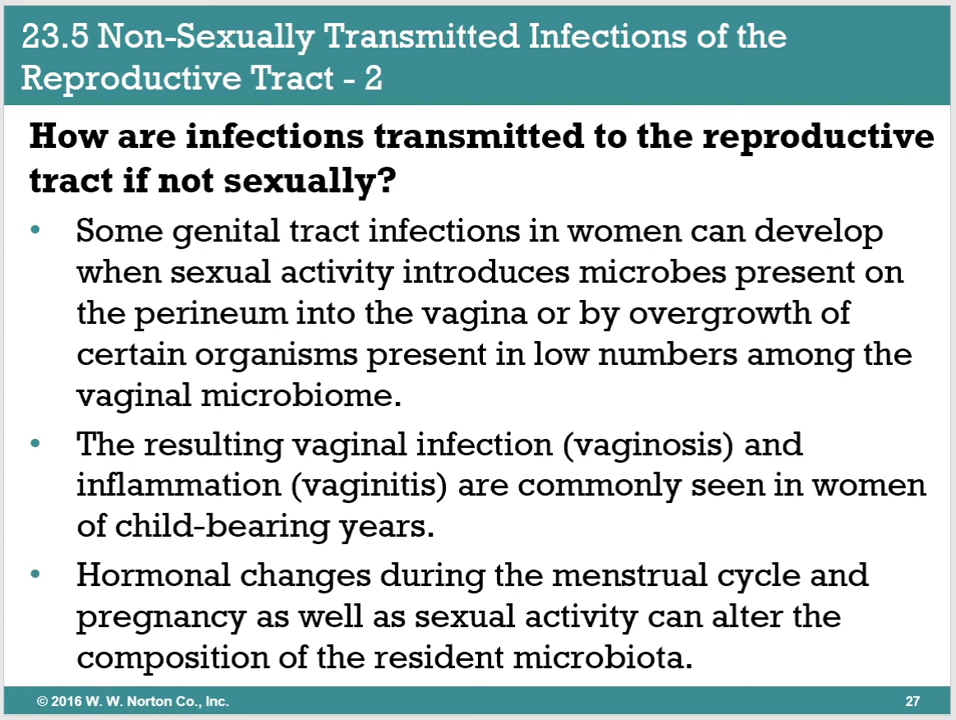 23.5 Non-Sexually Transmitted Infections of the
Reproductive Tract - 2
How are infections transmitted to the reproductive
tract if not sexually?
• Some genital tract infections in women can develop
when sexual activity introduces microbes present on
the perineum into the vagina or by overgrowth of
certain organisms present in low numbers among the
vaginal microbiome.
• The resulting vaginal infection (vaginosis) and
inflammation (vaginitis) are commonly seen in women
of child-bearing years.
• Hormonal changes during the menstrual cycle and
pregnancy as well as sexual activity can alter the
composition of the resident microbiota.
© 2016 W. W. Norton Co., Inc.
27